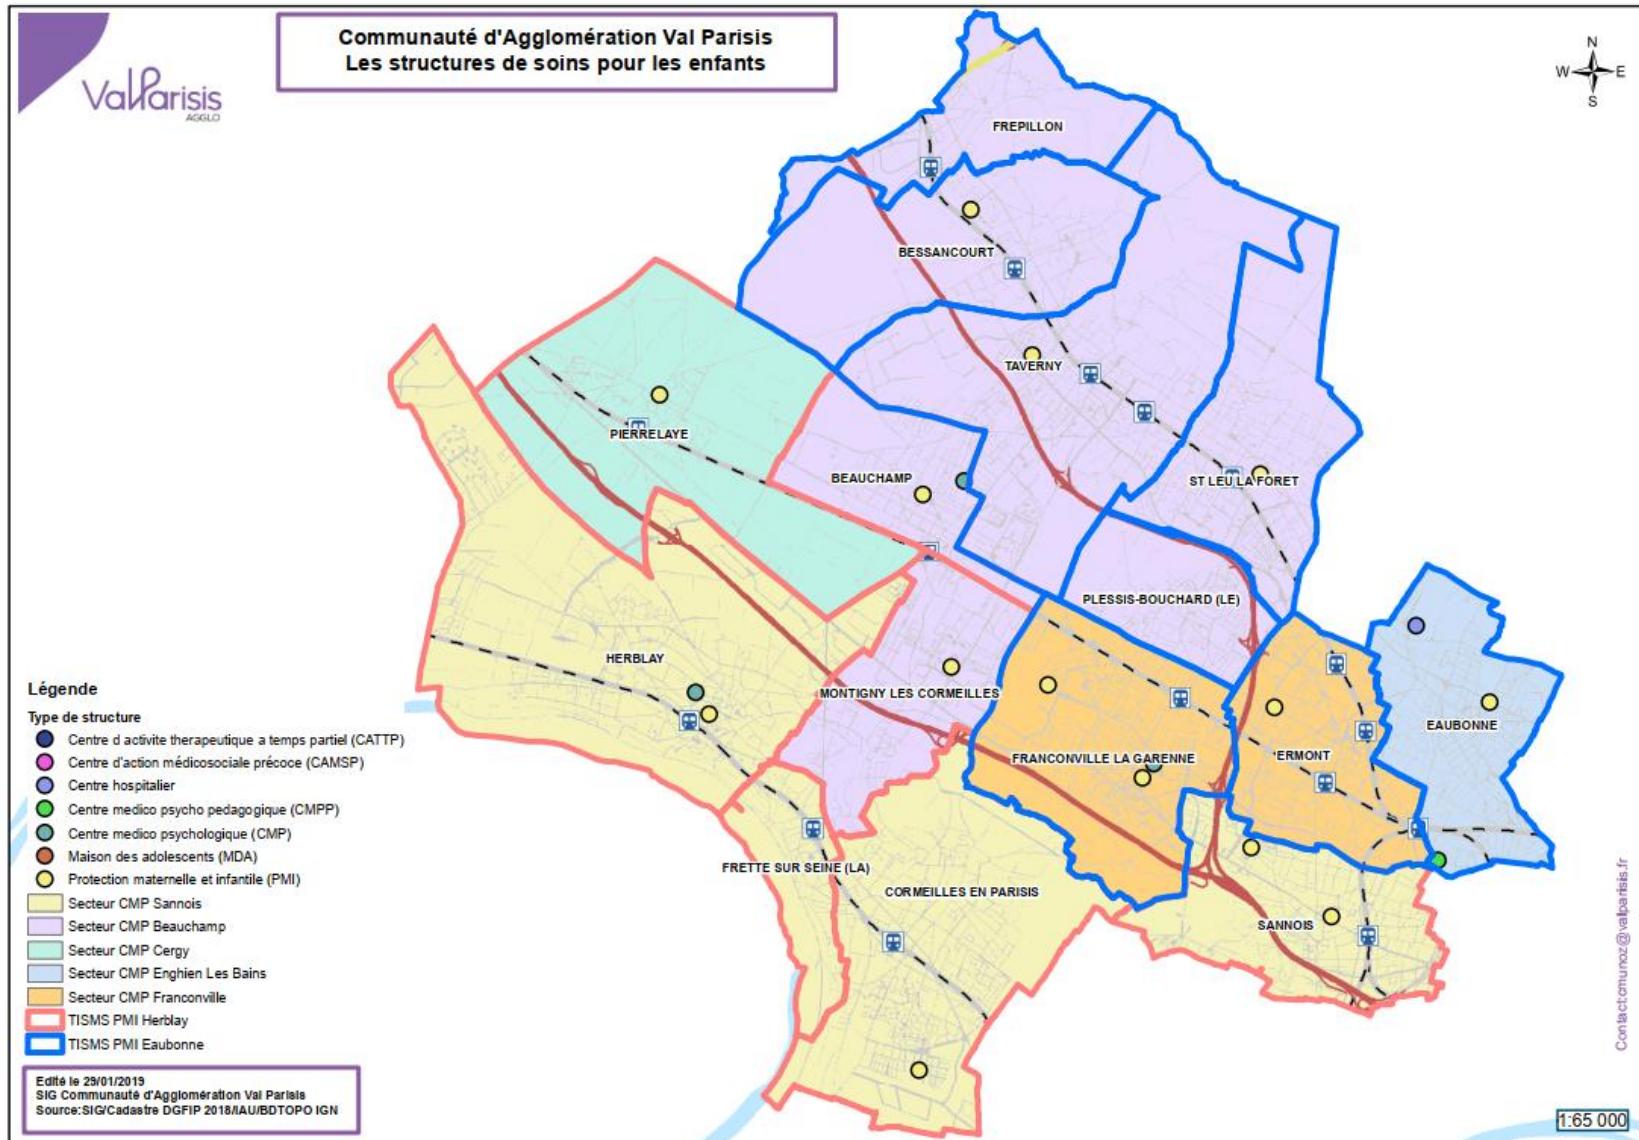 Communauté d'Agglomération Val Parisis
Les structures de soins pour les enfants
ValParisis
AGGLO
N
W
E
S
FREPILLON
BESSANCOURT
TAVERNY
PIERRELAYE
BEAUCHAMP
ST LEU LA FORET
PLESSIS-BOUCHARD (LE)
HERBLAY
MONTIGNY LES CORMEILLES
FRANCONVILLE LA GARENNE
ERMONT
EAUBONNE
FRETTE SUR SEINE (LA)
CORMEILLES EN PARISIS
SANNOIS
Légende
Type de structure
Centre d activite therapeutique a temps partiel (CATTP)
Centre d'action médicosociale précoce (CAMSP)
Centre hospitalier
Centre medico psycho pedagogique (CMPP)
Centre medico psychologique (CMP)
Maison des adolescents (MDA)
Protection maternelle et infantile (PMI)
Secteur CMP Sannois
Secteur CMP Beauchamp
Secteur CMP Cergy
Secteur CMP Enghien Les Bains
Secteur CMP Franconville
TISMS PMI Herblay
TISMS PMI Eaubonne
Edité le 29/01/2019
SIG Communauté d'Agglomération Val Parisis
Source:SIG/Cadastre DGFIP 2018/IAU/BDTOPO IGN
Contact:cmunoz@valparisis.fr
1:65 000